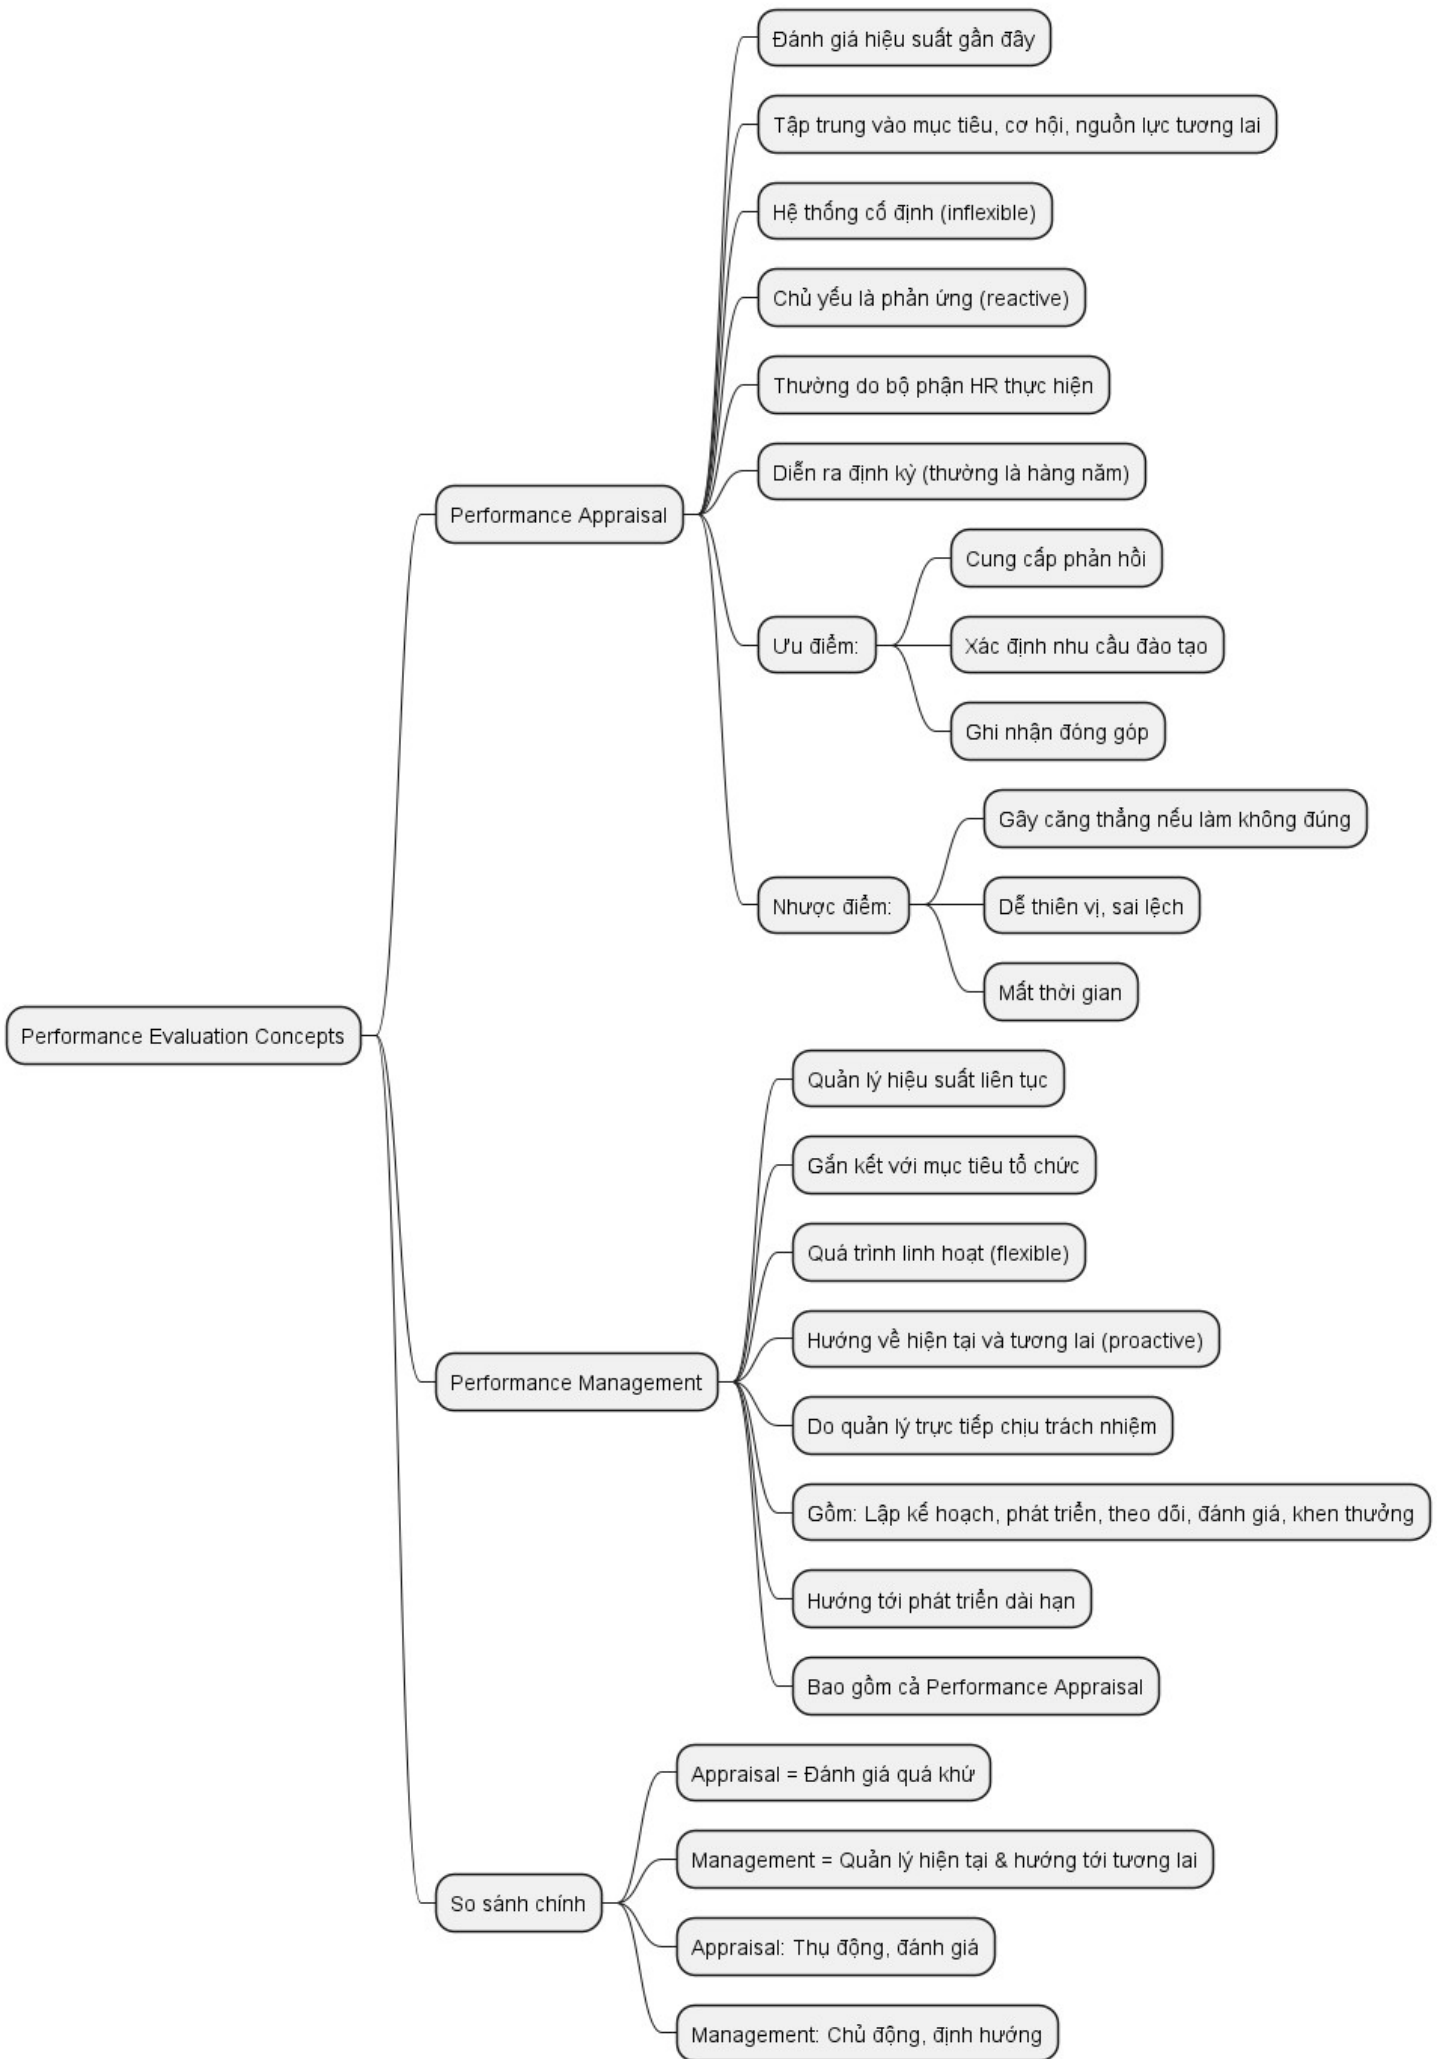 Performance Evaluation Concepts
Performance Appraisal
Đánh giá hiệu suất gần đây
Tập trung vào mục tiêu, cơ hội, nguồn lực tương lai
Hệ thống cố định (inflexible)
Chủ yếu là phản ứng (reactive)
Thường do bộ phận HR thực hiện
Diễn ra định kỳ (thường là hàng năm)
Ưu điểm:
Cung cấp phản hồi
Xác định nhu cầu đào tạo
Ghi nhận đóng góp
Nhược điểm:
Gây căng thẳng nếu làm không đúng
Dễ thiên vị, sai lệch
Mất thời gian
Performance Management
Quản lý hiệu suất liên tục
Gắn kết với mục tiêu tổ chức
Quá trình linh hoạt (flexible)
Hướng về hiện tại và tương lai (proactive)
Do quản lý trực tiếp chịu trách nhiệm
Gồm: Lập kế hoạch, phát triển, theo dõi, đánh giá, khen thưởng
Hướng tới phát triển dài hạn
Bao gồm cả Performance Appraisal
So sánh chính
Appraisal = Đánh giá quá khứ
Management = Quản lý hiện tại & hướng tới tương lai
Appraisal: Thụ động, đánh giá
Management: Chủ động, định hướng